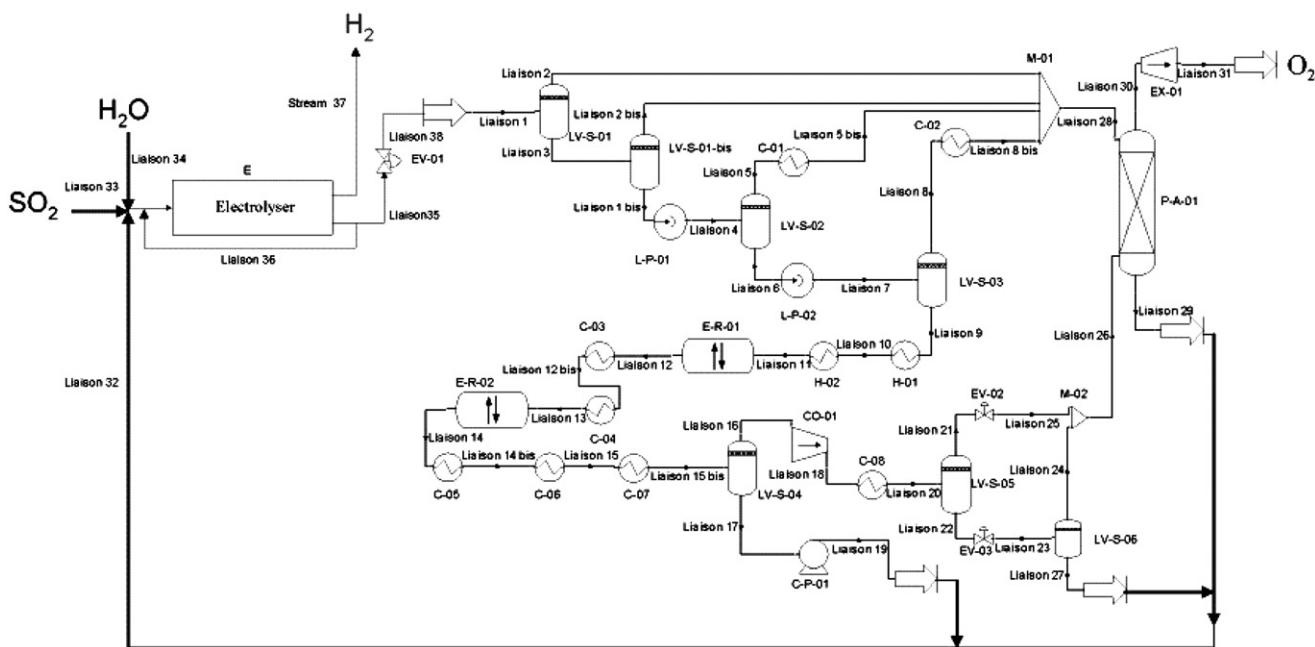 H2
M-01
O2
Liaison 2
Liaison 30
Liaison 31
EX-01
Stream 37
H2O
Liaison 38
Liaison 1
LV-S-01
Liaison 2 bis
Liaison 5 bis
C-02
Liaison 28
Liaison 34
EV-01
Liaison 3
LV-S-01-bis
C-01
Liaison 8 bis
E
Liaison 5
Liaison 8
Liaison 33
SO2
Electrolyser
Liaison35
Liaison 1 bis
Liaison 4
LV-S-02
P-A-01
Liaison 36
L-P-01
Liaison 6
Liaison 7
LV-S-03
L-P-02
Liaison 29
C-03
E-R-01
Liaison 10
Liaison 9
Liaison 26
Liaison 12 bis
Liaison 12
Liaison 11
H-02
H-01
Liaison 32
E-R-02
EV-02
M-02
Liaison 13
C-04
Liaison 16
CO-01
Liaison 25
Liaison 14
Liaison 21
Liaison 14 bis
Liaison 15
Liaison 15 bis
Liaison 18
C-08
Liaison 24
C-05
C-06
C-07
LV-S-04
Liaison 20
LV-S-05
Liaison 17
Liaison 22
EV-03
Liaison 23
LV-S-06
Liaison 19
C-P-01
Liaison 27